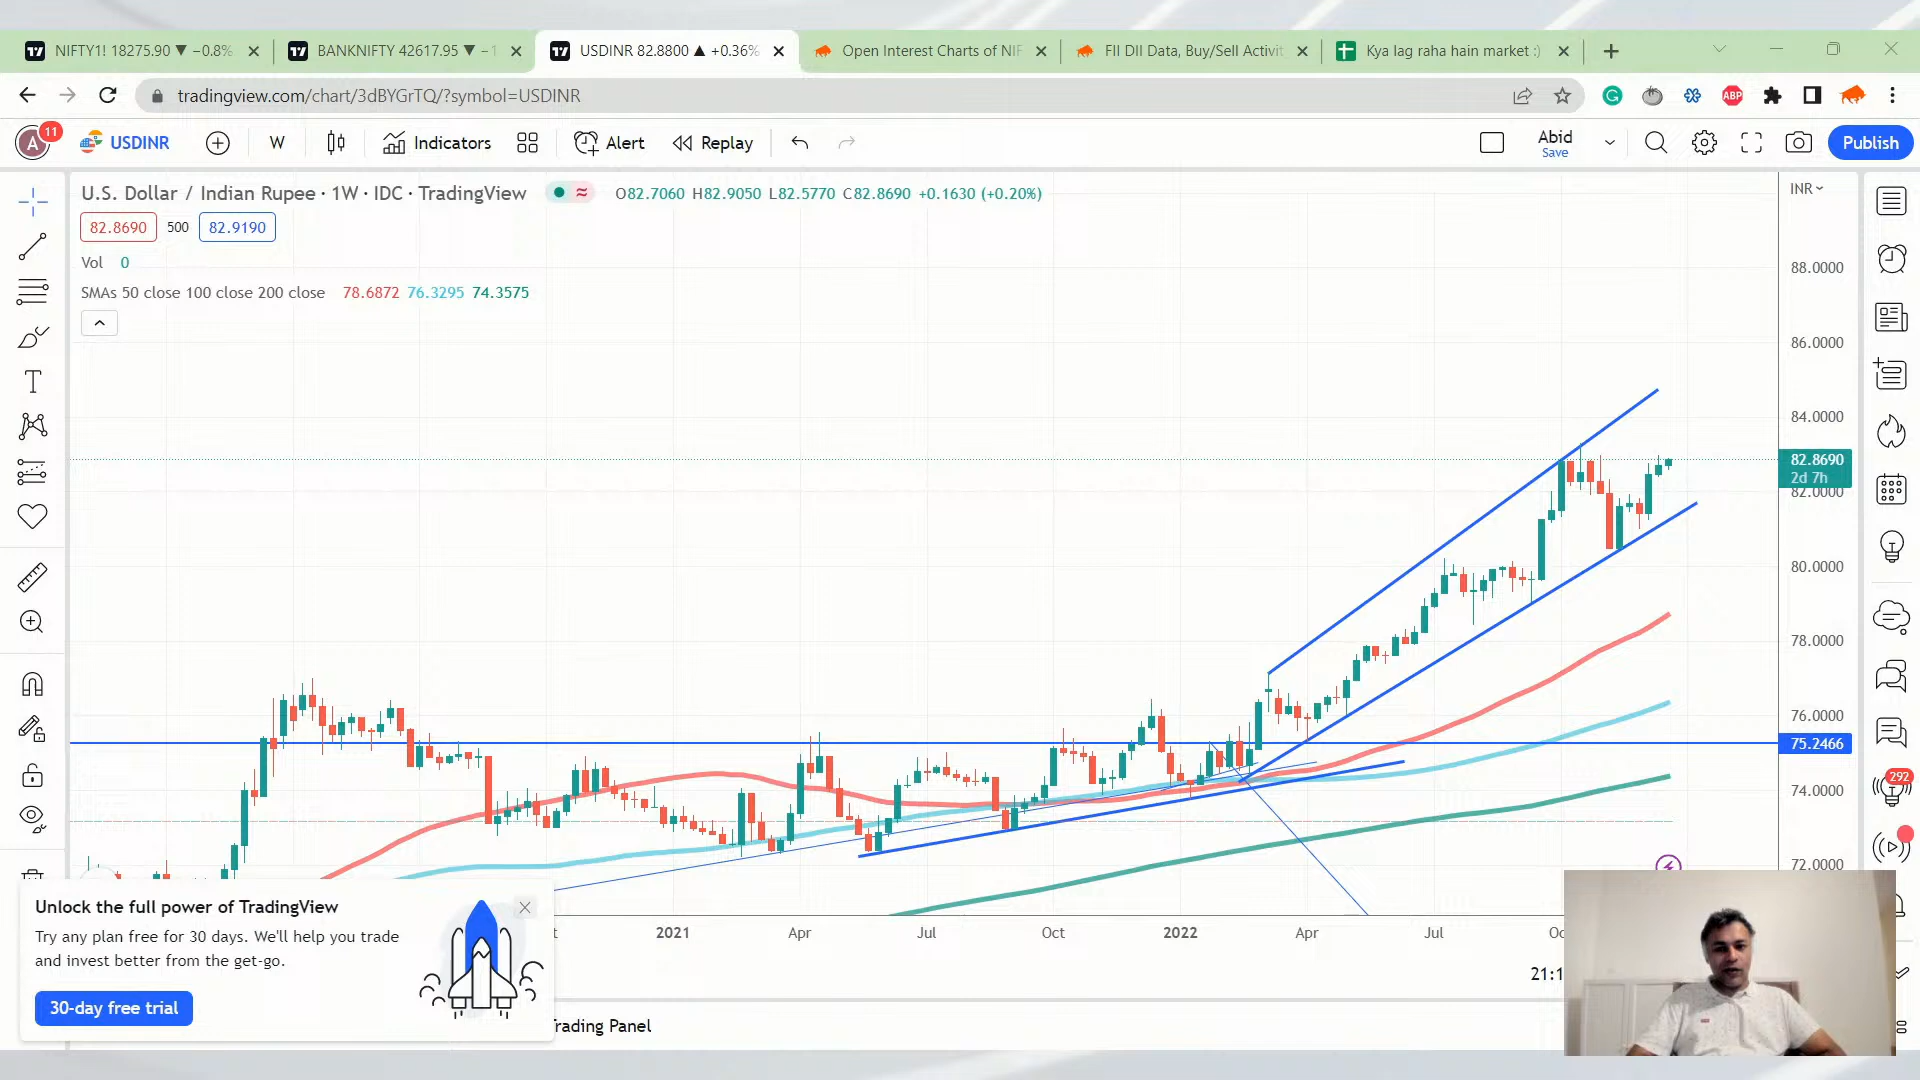 NIFTY1! 18275.90 ▼ −0.8%
BANKNIFTY 42617.95 ▼ −1
USDINR 82.8800 ▲ +0.36%
Open Interest Charts of NIF
FII DII Data, Buy/Sell Activit
Kya lag raha hain market :)
tradingview.com/chart/3dBYGrTQ/?symbol=USDINR
ABP
A
11
USDINR
W
Indicators
Alert
Replay
Abid
Save
Publish
U.S. Dollar / Indian Rupee · 1W · IDC · TradingView
O82.7060 H82.9050 L82.5770 C82.8690 +0.1630 (+0.20%)
INR
82.8690 500 82.9190
Vol 0
SMAs 50 close 100 close 200 close 78.6872 76.3295 74.3575
88.0000
86.0000
84.0000
82.8690
2d 7h
82.0000
80.0000
78.0000
76.0000
75.2466
74.0000
72.0000
292
2021
Apr
Jul
Oct
2022
Apr
Jul
21:1
Unlock the full power of TradingView
Try any plan free for 30 days. We'll help you trade
and invest better from the get-go.
30-day free trial
Trading Panel